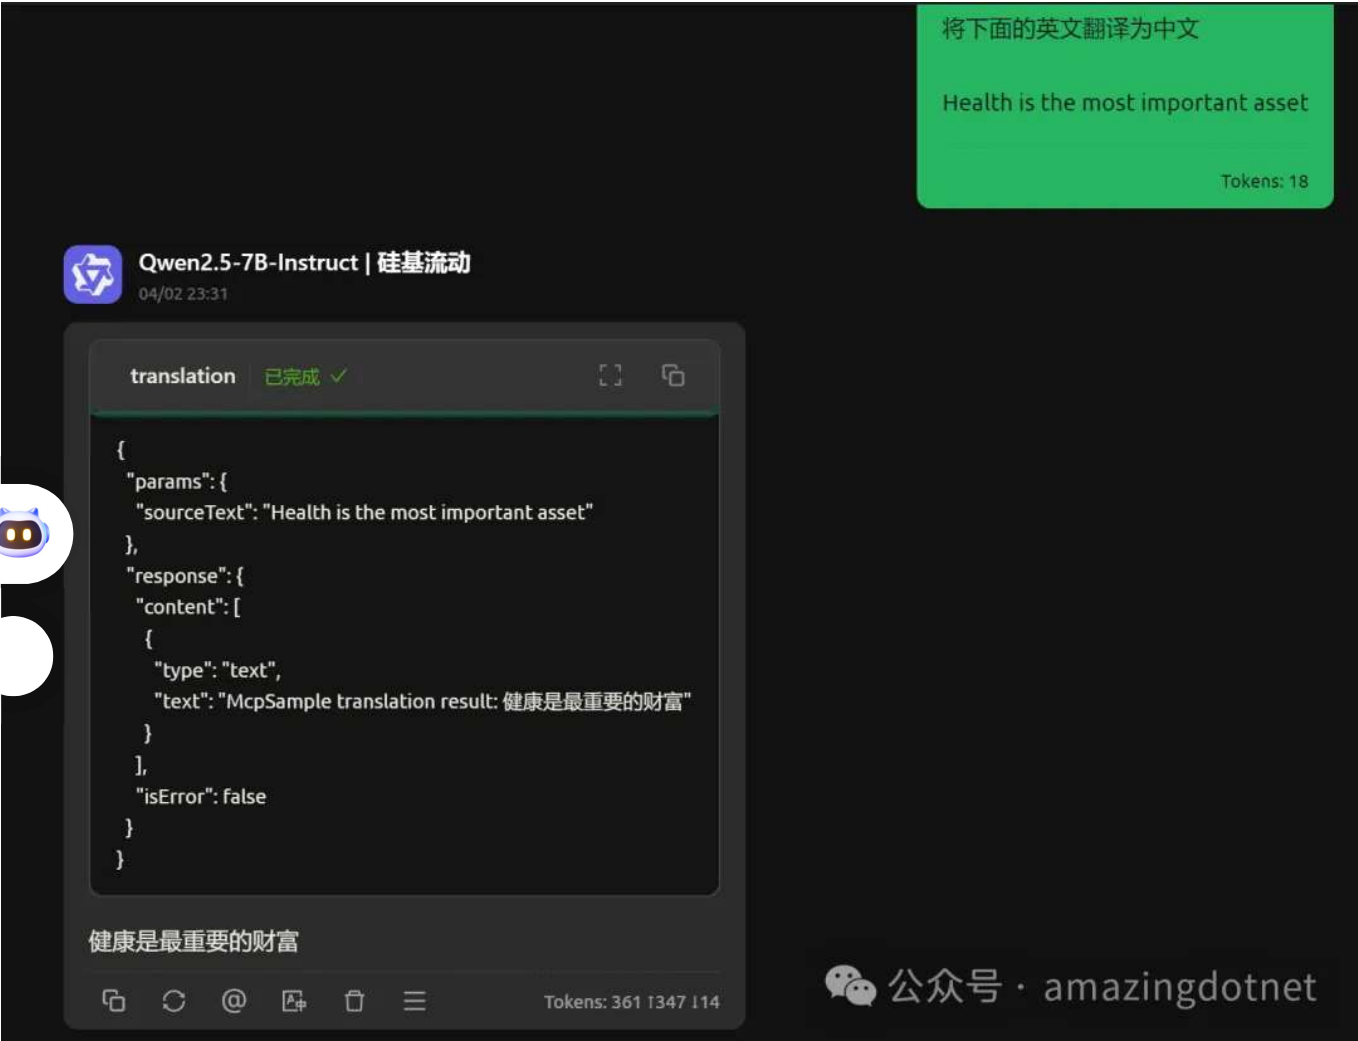 将下面的英文翻译为中文
Health is the most important asset
Tokens: 18
Qwen2.5-7B-Instruct | 硅基流动
04/02 23:31
translation 已完成 ✓
{
"params": {
"sourceText": "Health is the most important asset"
},
"response": {
"content": [
{
"type": "text",
"text": "McpSample translation result: 健康是最重要的财富"
}
],
"isError": false
}
}
健康是最重要的财富
Tokens: 361 ↑347 ↓14
公众号 · amazingdotnet